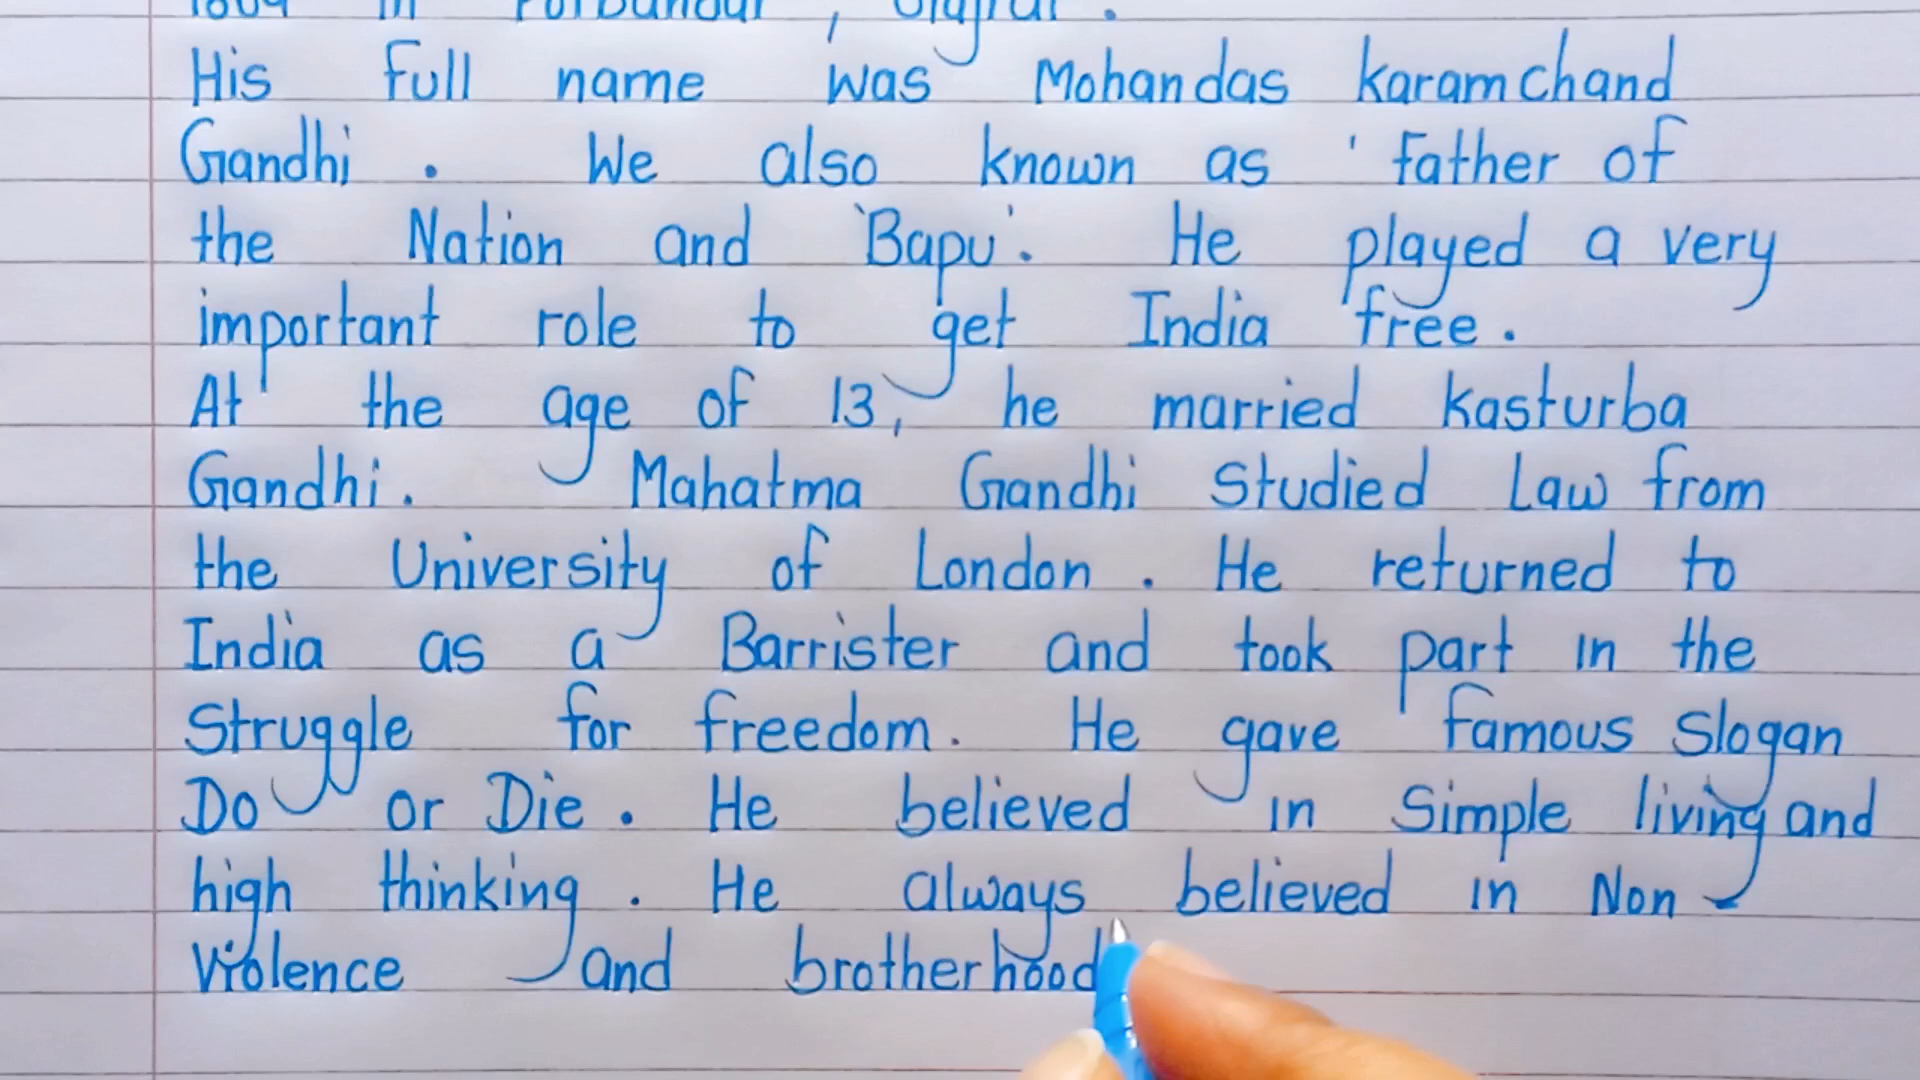 1869 in Porbandar , Gujrat .
His full name was Mohandas karamchand
Gandhi . We also known as ' father of
the Nation and 'Bapu'. He played a very
important role to get India free .
At the age of 13, he married kasturba
Gandhi. Mahatma Gandhi Studied Law from
the University of London . He returned to
India as a Barrister and took part in the
Struggle for freedom. He gave famous Slogan
Do or Die . He believed in Simple living and
high thinking . He always believed in Non -
Violence and brotherhood